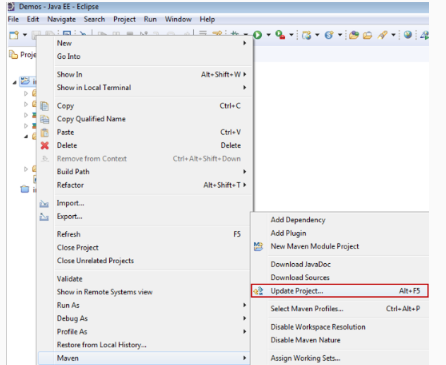 Demos - Java EE - Eclipse
File Edit Navigate Search Project Run Window Help
Proje
New
Go Into
Show In Alt+Shift+W
Show in Local Terminal
Copy Ctrl+C
Copy Qualified Name
Paste Ctrl+V
Delete Delete
Remove from Context Ctrl+Alt+Shift+Down
Build Path
Refactor Alt+Shift+T
Import...
Export...
Refresh F5
Close Project
Close Unrelated Projects
Validate
Show in Remote Systems view
Run As
Debug As
Profile As
Restore from Local History...
Maven
Add Dependency
Add Plugin
New Maven Module Project
Download JavaDoc
Download Sources
Update Project... Alt+F5
Select Maven Profiles... Ctrl+Alt+P
Disable Workspace Resolution
Disable Maven Nature
Assign Working Sets...